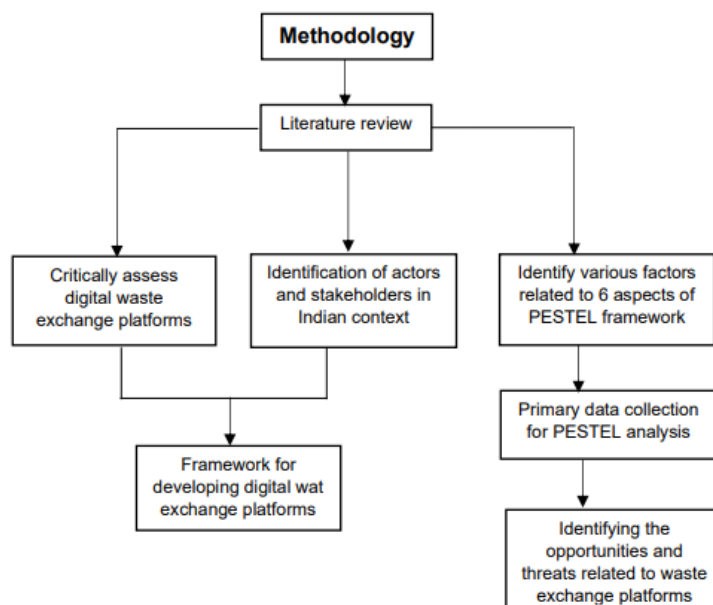 Methodology
Literature review
Critically assess
digital waste
exchange platforms
Identification of actors
and stakeholders in
Indian context
Identify various factors
related to 6 aspects of
PESTEL framework
Primary data collection
for PESTEL analysis
Framework for
developing digital wat
exchange platforms
Identifying the
opportunities and
threats related to waste
exchange platforms